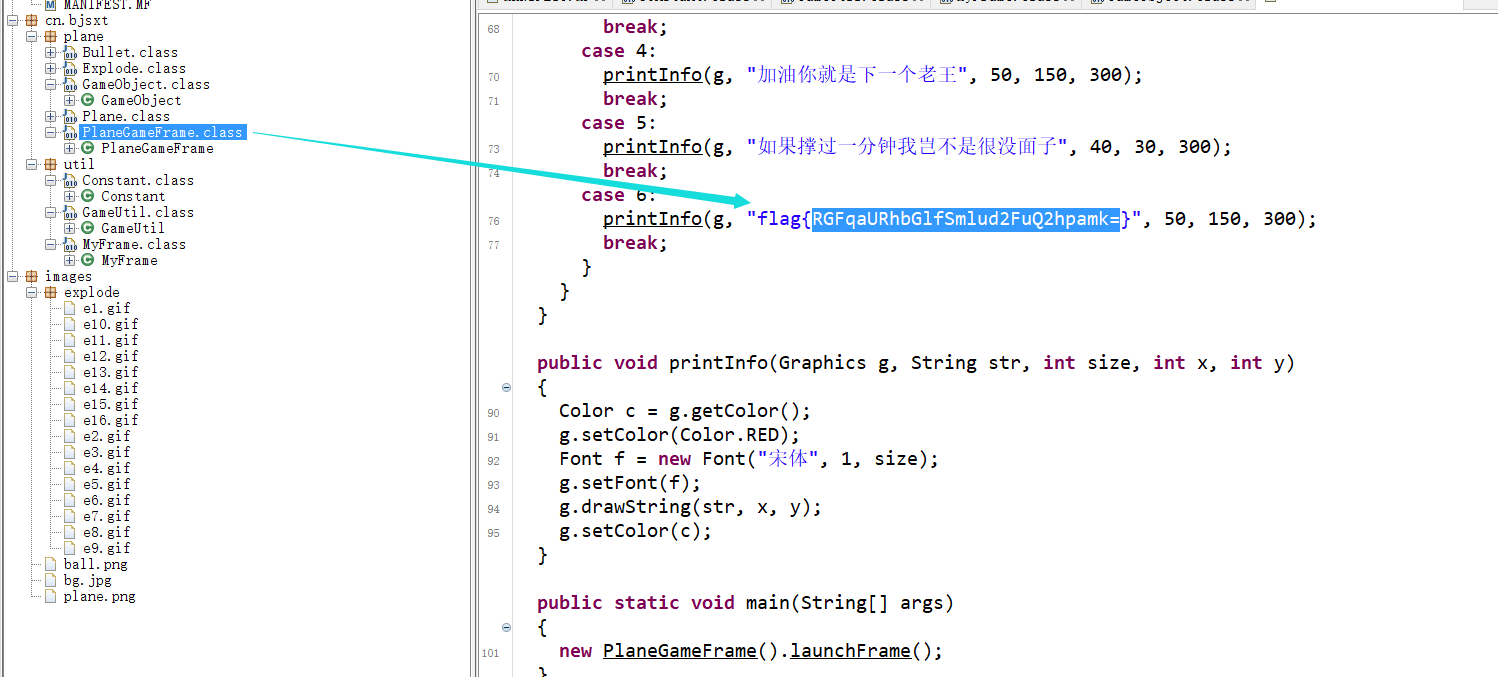 MANIFEST.MF
cn.bjsxt
plane
Bullet.class
Explode.class
GameObject.class
GameObject
Plane.class
PlaneGameFrame.class
PlaneGameFrame
util
Constant.class
Constant
GameUtil.class
GameUtil
MyFrame.class
MyFrame
images
explode
e1.gif
e10.gif
e11.gif
e12.gif
e13.gif
e14.gif
e15.gif
e16.gif
e2.gif
e3.gif
e4.gif
e5.gif
e6.gif
e7.gif
e8.gif
e9.gif
ball.png
bg.jpg
plane.png
68 break;
case 4:
70 printInfo(g, "加油你就是下一个老王", 50, 150, 300);
71 break;
case 5:
73 printInfo(g, "如果撑过一分钟我岂不是很没面子", 40, 30, 300);
74 break;
case 6:
76 printInfo(g, "flag{RGFqaURhbGlfSmlud2FuQ2hpamk=}", 50, 150, 300);
77 break;
}
}
}
public void printInfo(Graphics g, String str, int size, int x, int y)
{
90 Color c = g.getColor();
91 g.setColor(Color.RED);
92 Font f = new Font("宋体", 1, size);
93 g.setFont(f);
94 g.drawString(str, x, y);
95 g.setColor(c);
}
public static void main(String[] args)
{
101 new PlaneGameFrame().launchFrame();
}